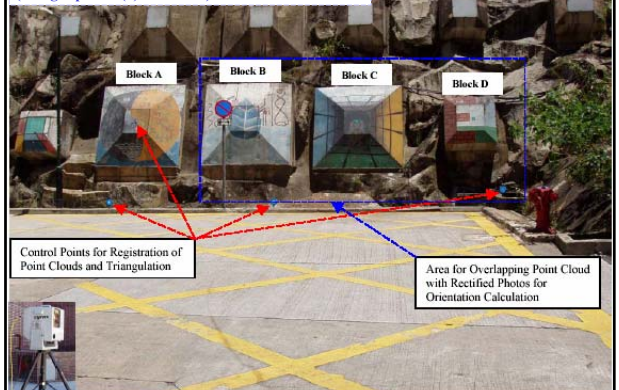 Block A
Block B
Block C
Block D
Control Points for Registration of
Point Clouds and Triangulation
Area for Overlapping Point Cloud
with Rectified Photos for
Orientation Calculation